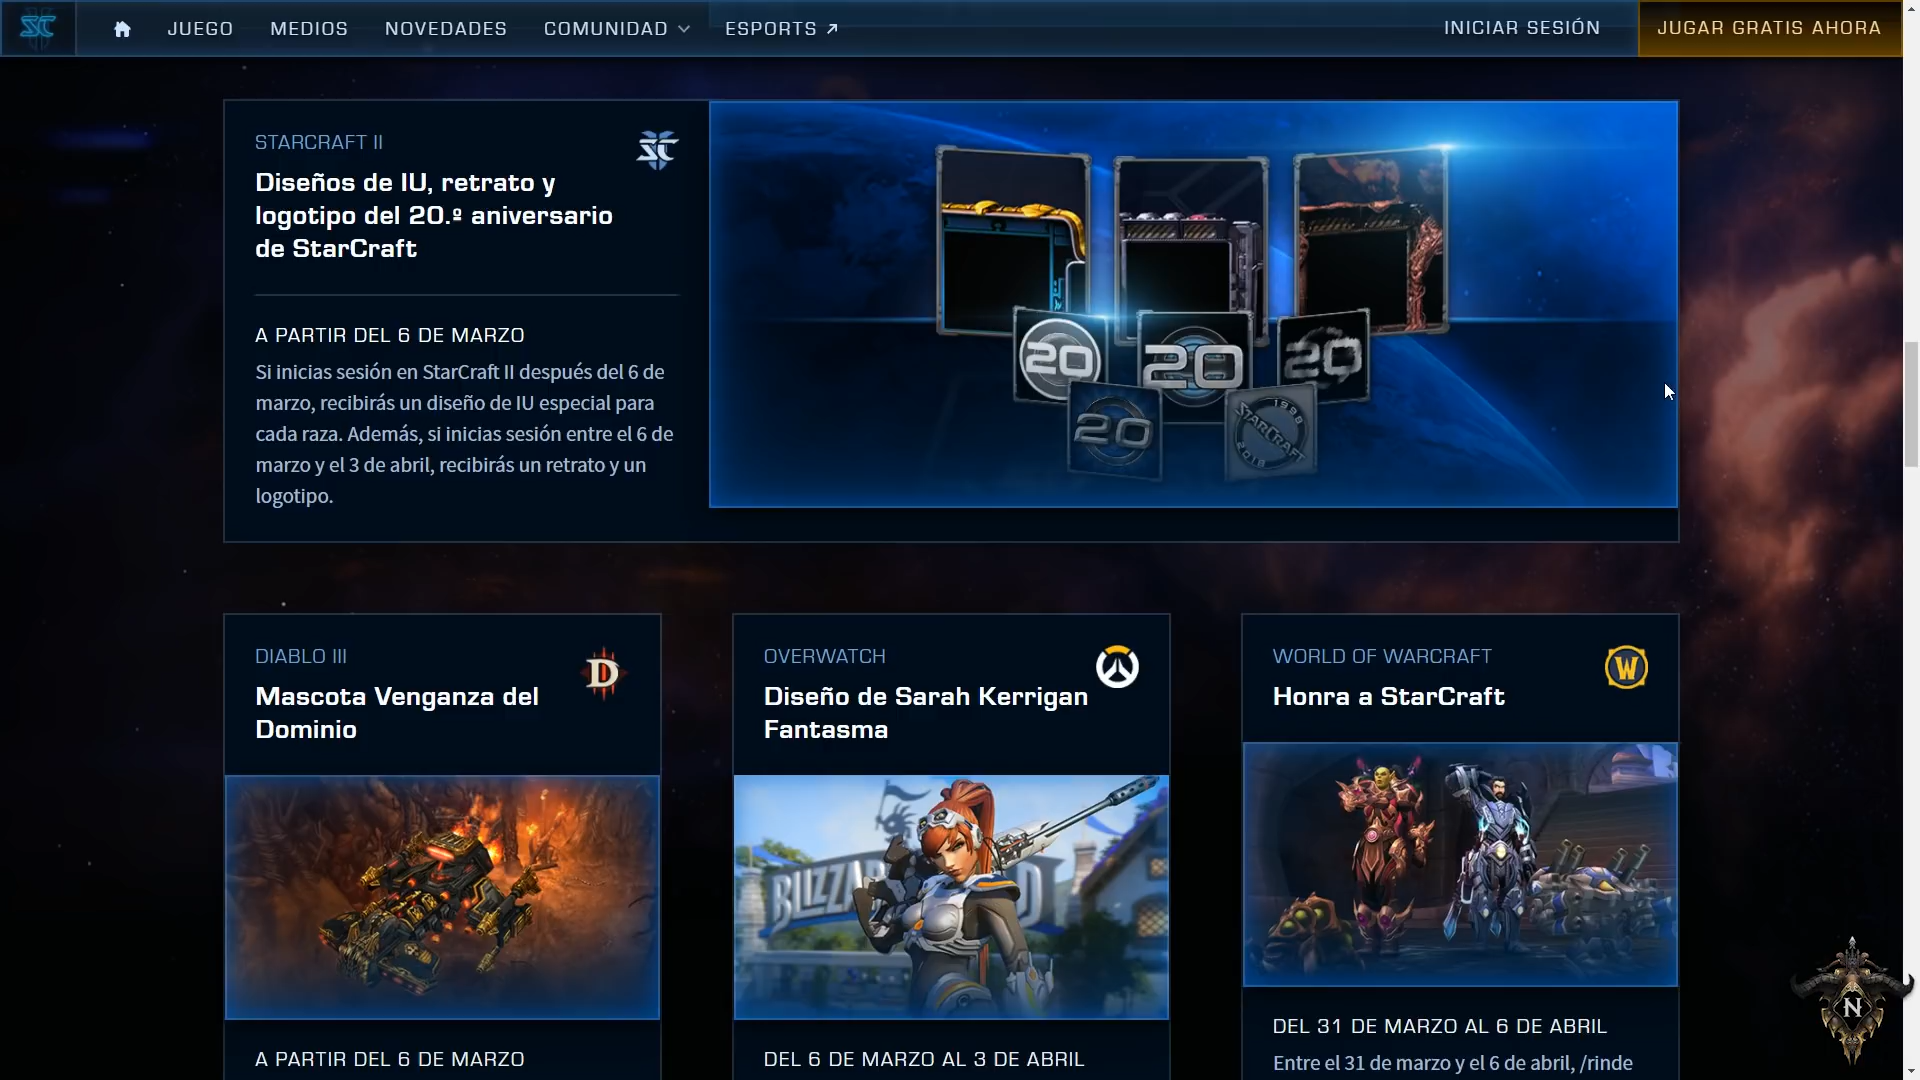 JUEGO
MEDIOS
NOVEDADES
COMUNIDAD
ESPORTS
INICIAR SESIÓN
JUGAR GRATIS AHORA
STARCRAFT II
Diseños de IU, retrato y
logotipo del 20.º aniversario
de StarCraft
A PARTIR DEL 6 DE MARZO
Si inicias sesión en StarCraft II después del 6 de
marzo, recibirás un diseño de IU especial para
cada raza. Además, si inicias sesión entre el 6 de
marzo y el 3 de abril, recibirás un retrato y un
logotipo.
20
20
20
20
1998
STARCRAFT
2018
DIABLO III
D
Mascota Venganza del
Dominio
A PARTIR DEL 6 DE MARZO
OVERWATCH
Diseño de Sarah Kerrigan
Fantasma
DEL 6 DE MARZO AL 3 DE ABRIL
WORLD OF WARCRAFT
W
Honra a StarCraft
DEL 31 DE MARZO AL 6 DE ABRIL
Entre el 31 de marzo y el 6 de abril, /rinde
N